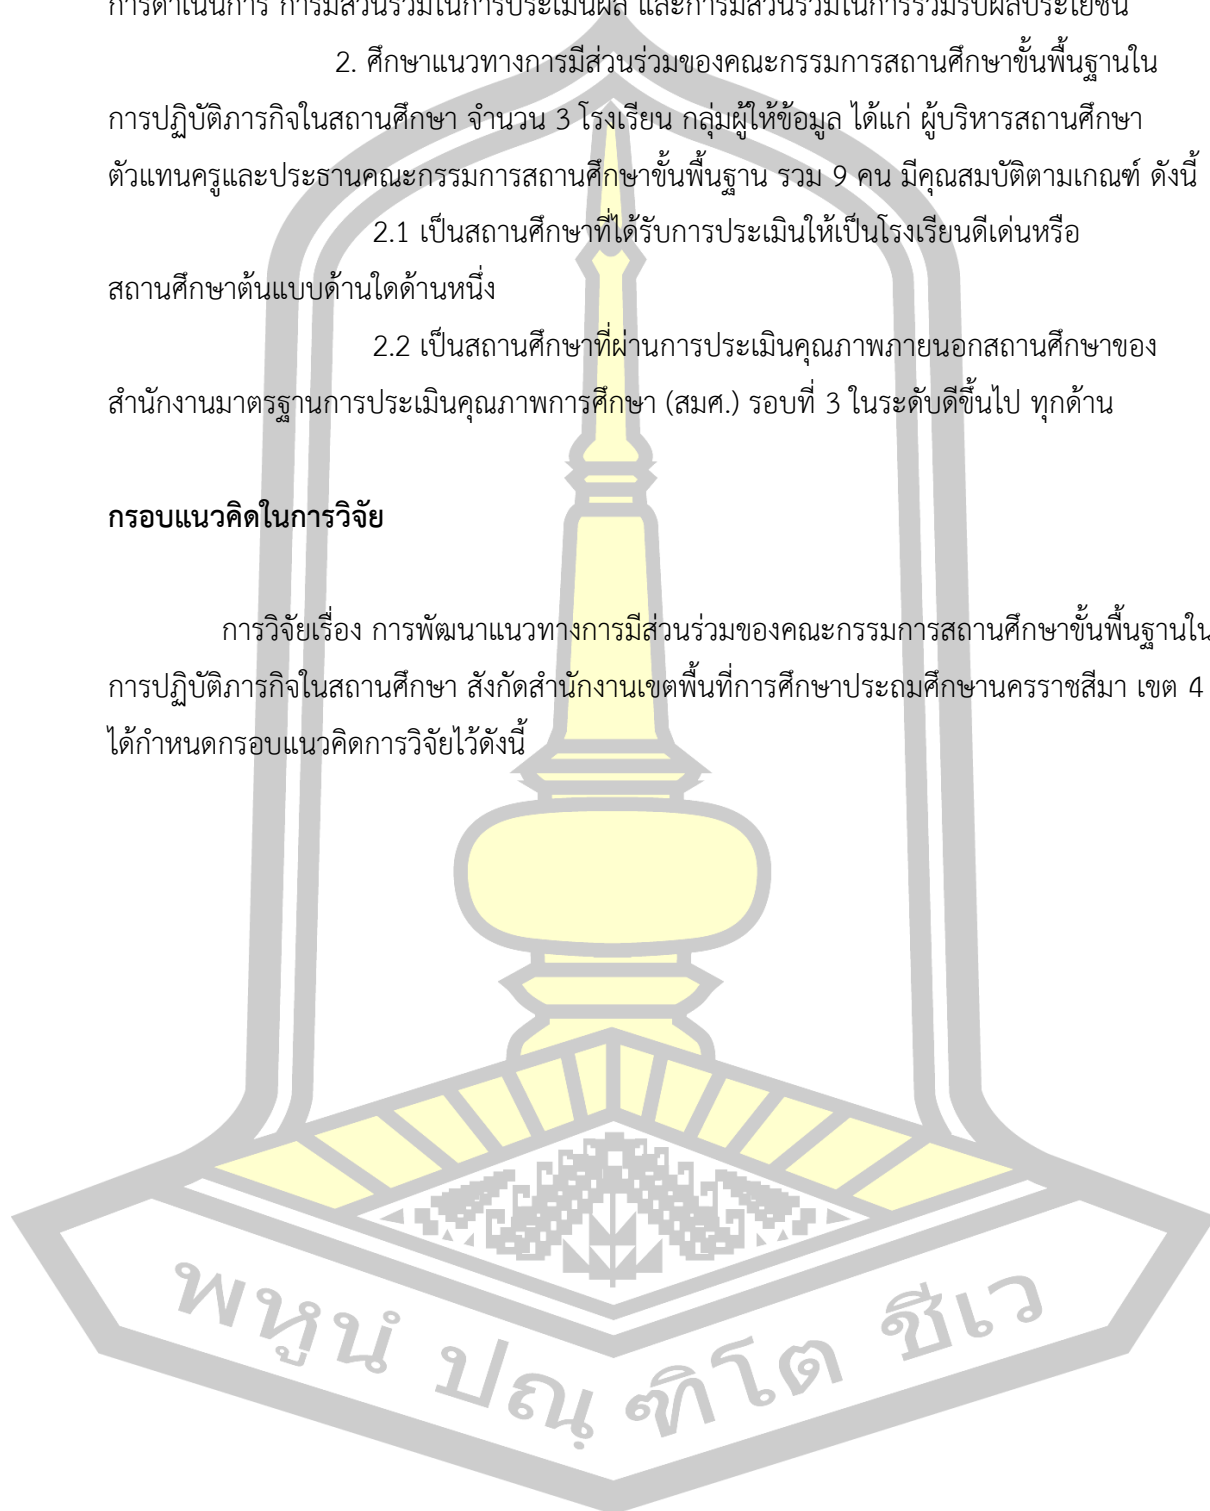 การดำเนินการ การมีส่วนร่วมในการประเมินผล และการมีส่วนร่วมในการร่วมรับผลประโยชน์
2. ศึกษาแนวทางการมีส่วนร่วมของคณะกรรมการสถานศึกษาขั้นพื้นฐานใน
การปฏิบัติภารกิจในสถานศึกษา จำนวน 3 โรงเรียน กลุ่มผู้ให้ข้อมูล ได้แก่ ผู้บริหารสถานศึกษา
ตัวแทนครูและประธานคณะกรรมการสถานศึกษาขั้นพื้นฐาน รวม 9 คน มีคุณสมบัติตามเกณฑ์ ดังนี้
2.1 เป็นสถานศึกษาที่ได้รับการประเมินให้เป็นโรงเรียนดีเด่นหรือ
สถานศึกษาต้นแบบด้านใดด้านหนึ่ง
2.2 เป็นสถานศึกษาที่ผ่านการประเมินคุณภาพภายนอกสถานศึกษาของ
สำนักงานมาตรฐานการประเมินคุณภาพการศึกษา (สมศ.) รอบที่ 3 ในระดับดีขึ้นไป ทุกด้าน
กรอบแนวคิดในการวิจัย
การวิจัยเรื่อง การพัฒนาแนวทางการมีส่วนร่วมของคณะกรรมการสถานศึกษาขั้นพื้นฐานใน
การปฏิบัติภารกิจในสถานศึกษา สังกัดสำนักงานเขตพื้นที่การศึกษาประถมศึกษานครราชสีมา เขต 4
ได้กำหนดกรอบแนวคิดการวิจัยไว้ดังนี้
พหูนํ ปณฺฑิโต ชีเว